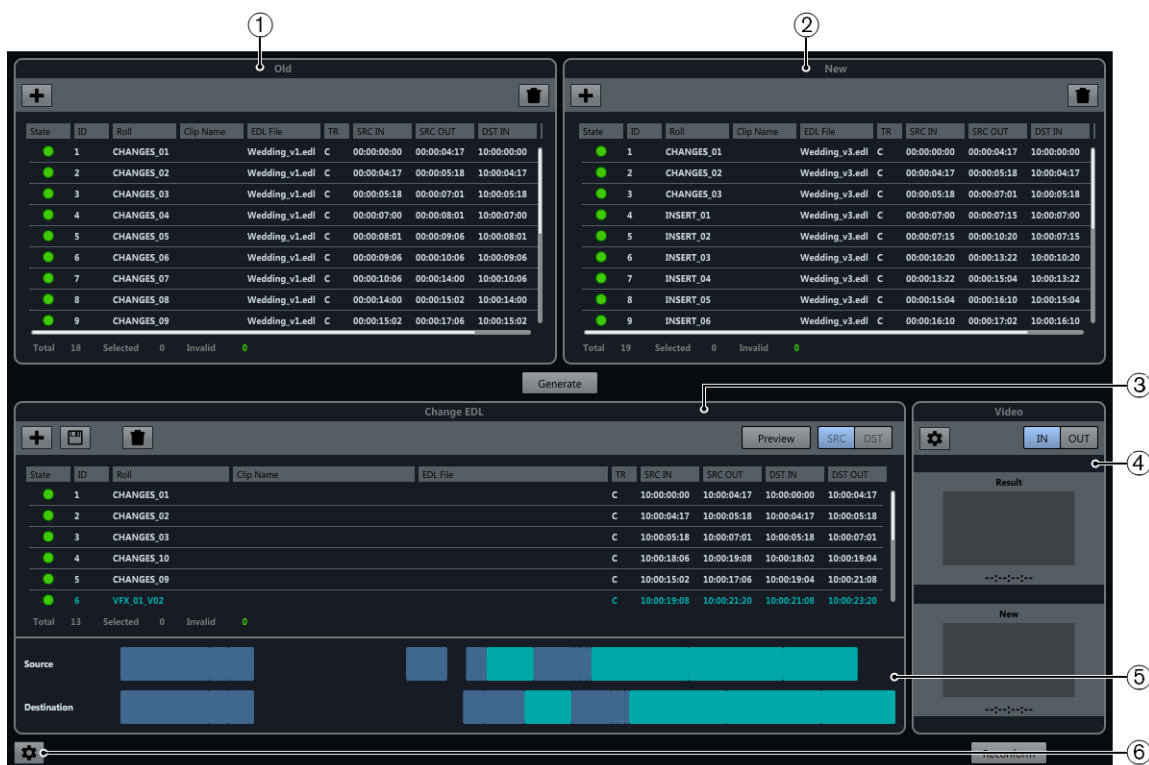 1 2
Old
State ID Roll Clip Name EDL File TR SRC IN SRC OUT DST IN
1 CHANGES_01 Wedding_v1.edl C 00:00:00:00 00:00:04:17 10:00:00:00
2 CHANGES_02 Wedding_v1.edl C 00:00:04:17 00:00:05:18 10:00:04:17
3 CHANGES_03 Wedding_v1.edl C 00:00:05:18 00:00:07:01 10:00:05:18
4 CHANGES_04 Wedding_v1.edl C 00:00:07:00 00:00:08:01 10:00:07:00
5 CHANGES_05 Wedding_v1.edl C 00:00:08:01 00:00:09:06 10:00:08:01
6 CHANGES_06 Wedding_v1.edl C 00:00:09:06 00:00:10:06 10:00:09:06
7 CHANGES_07 Wedding_v1.edl C 00:00:10:06 00:00:14:00 10:00:10:06
8 CHANGES_08 Wedding_v1.edl C 00:00:14:00 00:00:15:02 10:00:14:00
9 CHANGES_09 Wedding_v1.edl C 00:00:15:02 00:00:17:06 10:00:15:02
Total 18 Selected 0 Invalid 0
New
State ID Roll Clip Name EDL File TR SRC IN SRC OUT DST IN
1 CHANGES_01 Wedding_v3.edl C 00:00:00:00 00:00:04:17 10:00:00:00
2 CHANGES_02 Wedding_v3.edl C 00:00:04:17 00:00:05:18 10:00:04:17
3 CHANGES_03 Wedding_v3.edl C 00:00:05:18 00:00:07:01 10:00:05:18
4 INSERT_01 Wedding_v3.edl C 00:00:07:00 00:00:07:15 10:00:07:00
5 INSERT_02 Wedding_v3.edl C 00:00:07:15 00:00:10:20 10:00:07:15
6 INSERT_03 Wedding_v3.edl C 00:00:10:20 00:00:13:22 10:00:10:20
7 INSERT_04 Wedding_v3.edl C 00:00:13:22 00:00:15:04 10:00:13:22
8 INSERT_05 Wedding_v3.edl C 00:00:15:04 00:00:16:10 10:00:15:04
9 INSERT_06 Wedding_v3.edl C 00:00:16:10 00:00:17:02 10:00:16:10
Total 19 Selected 0 Invalid 0
Generate
3
Change EDL
Preview SRC DST
State ID Roll Clip Name EDL File TR SRC IN SRC OUT DST IN DST OUT
1 CHANGES_01 C 10:00:00:00 10:00:04:17 10:00:00:00 10:00:04:17
2 CHANGES_02 C 10:00:04:17 10:00:05:18 10:00:04:17 10:00:05:18
3 CHANGES_03 C 10:00:05:18 10:00:07:01 10:00:05:18 10:00:07:01
4 CHANGES_10 C 10:00:18:06 10:00:19:08 10:00:18:02 10:00:19:04
5 CHANGES_09 C 10:00:15:02 10:00:17:06 10:00:19:04 10:00:21:08
6 VFX_01_V02 C 10:00:19:08 10:00:21:20 10:00:21:08 10:00:23:20
Total 13 Selected 0 Invalid 0
Source
Destination
Video
IN OUT
4
Result
--:--:--:--
New
--:--:--:--
5
Reconform
6